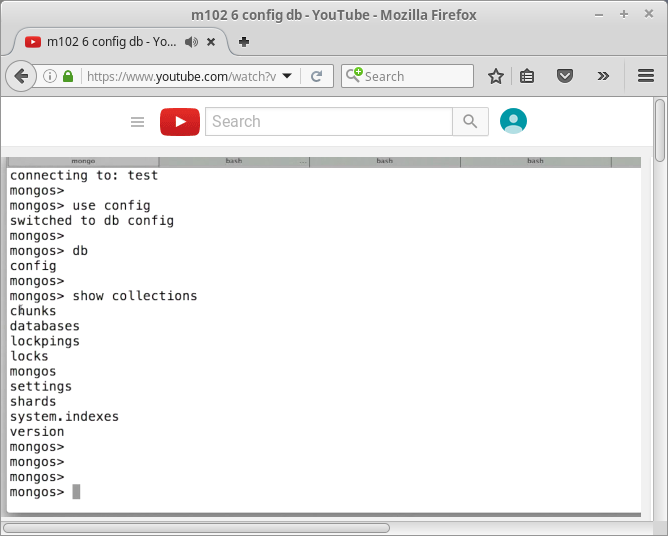 m102 6 config db - YouTube - Mozilla Firefox
m102 6 config db - Yo...
https://www.youtube.com/watch?v
Search
Search
mongo bash ... bash bash
connecting to: test
mongos>
mongos> use config
switched to db config
mongos>
mongos> db
config
mongos>
mongos> show collections
chunks
databases
lockpings
locks
mongos
settings
shards
system.indexes
version
mongos>
mongos>
mongos>
mongos>